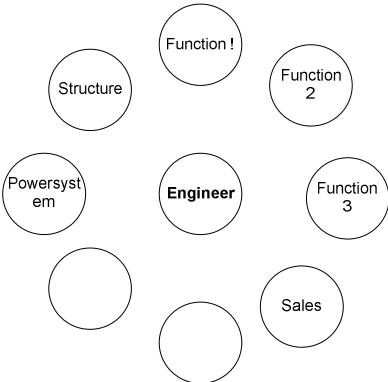 Function !
Structure
Function
2
Powersyst
em
Engineer
Function
3
Sales